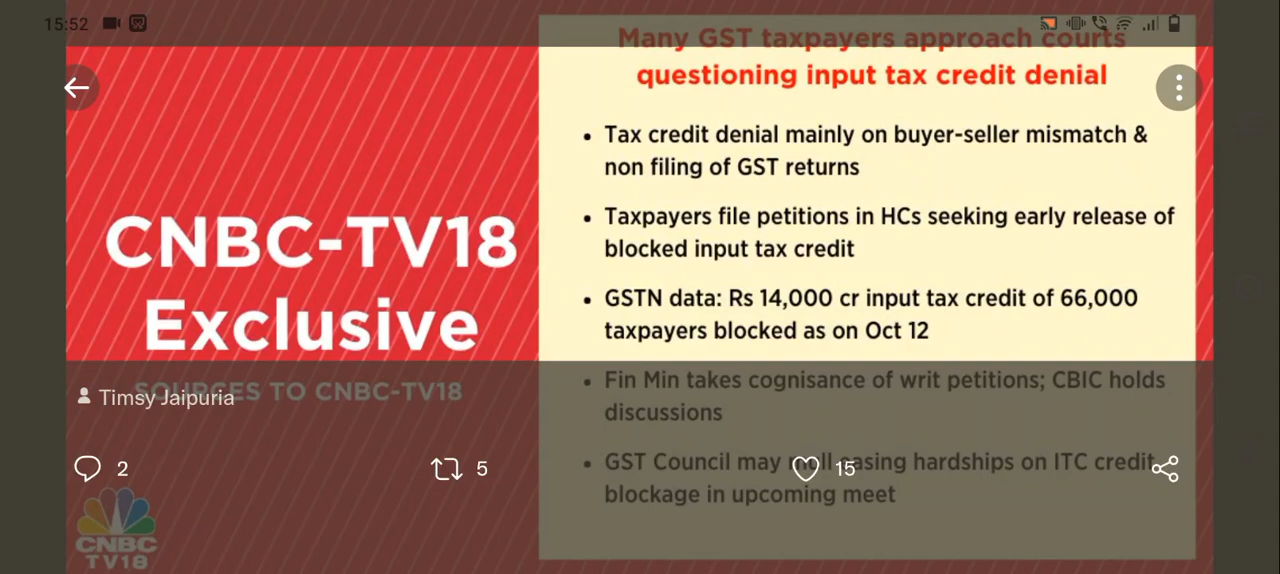 15:52
Many GST taxpayers approach courts
questioning input tax credit denial
• Tax credit denial mainly on buyer-seller mismatch &
non filing of GST returns
• Taxpayers file petitions in HCs seeking early release of
blocked input tax credit
• GSTN data: Rs 14,000 cr input tax credit of 66,000
taxpayers blocked as on Oct 12
• Fin Min takes cognisance of writ petitions; CBIC holds
discussions
• GST Council may mull easing hardships on ITC credit
blockage in upcoming meet
CNBC-TV18
Exclusive
SOURCES TO CNBC-TV18
Timsy Jaipuria
2
5
15
CNBC
TV18